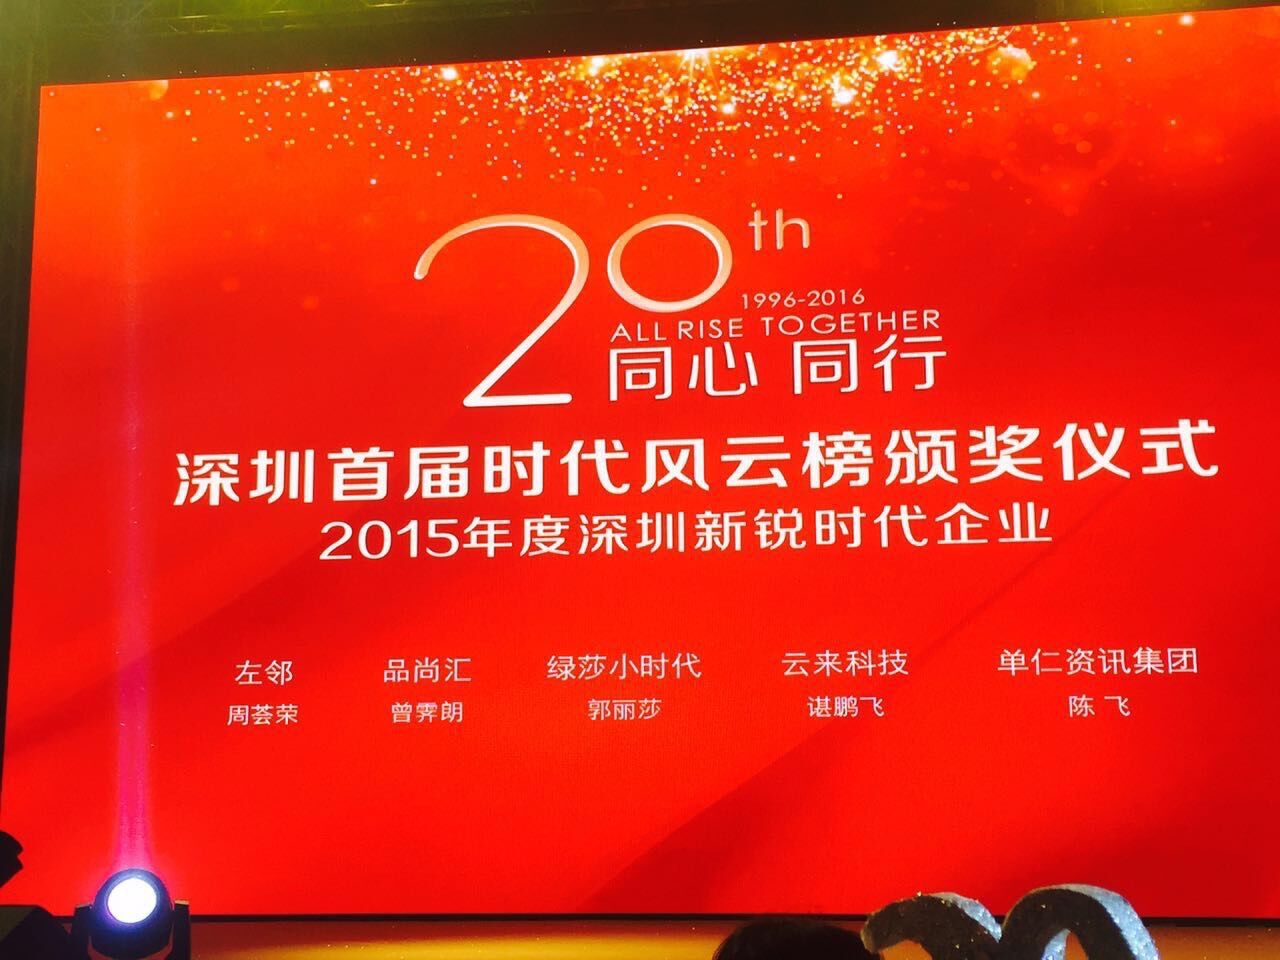 20th
1996-2016
ALL RISE TOGETHER
同心 同行
深圳首届时代风云榜颁奖仪式
2015年度深圳新锐时代企业
左邻 品尚汇 绿莎小时代 云来科技 单仁资讯集团
周荟荣 曾霁朗 郭丽莎 谌鹏飞 陈 飞